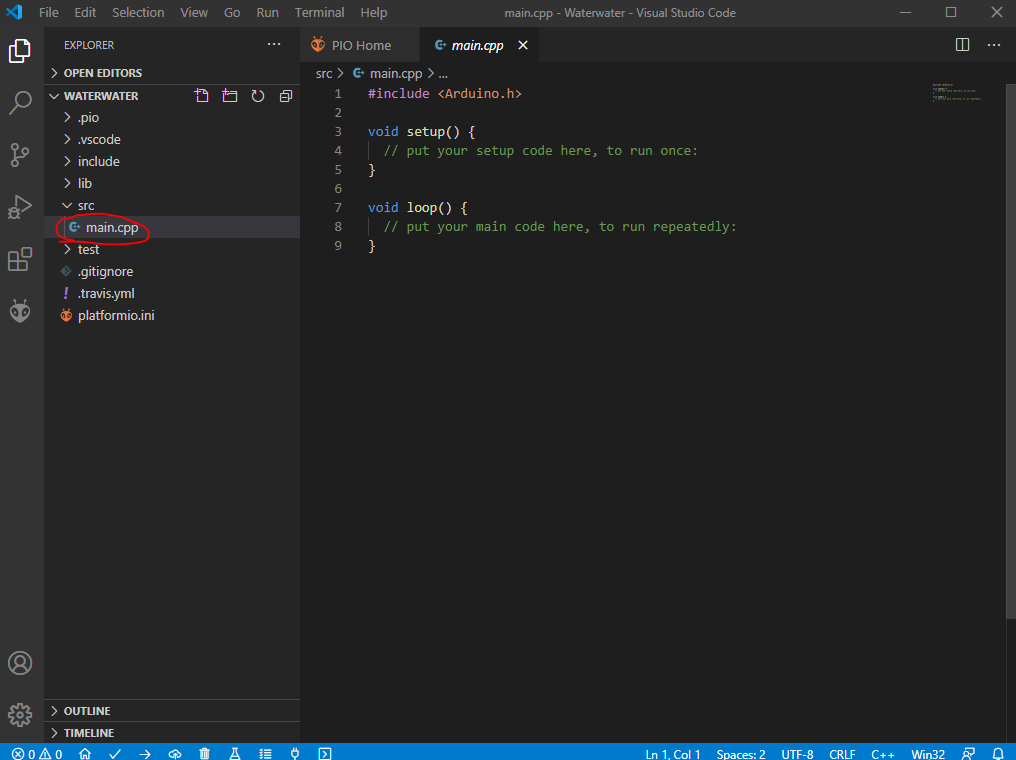 File Edit Selection View Go Run Terminal Help main.cpp - Waterwater - Visual Studio Code
EXPLORER
OPEN EDITORS
WATERWATER
.pio
.vscode
include
lib
src
main.cpp
test
.gitignore
.travis.yml
platformio.ini
OUTLINE
TIMELINE
PIO Home main.cpp
src > main.cpp > ...
1 #include <Arduino.h>
2
3 void setup() {
4 // put your setup code here, to run once:
5 }
6
7 void loop() {
8 // put your main code here, to run repeatedly:
9 }
0 0 Ln 1, Col 1 Spaces: 2 UTF-8 CRLF C++ Win32